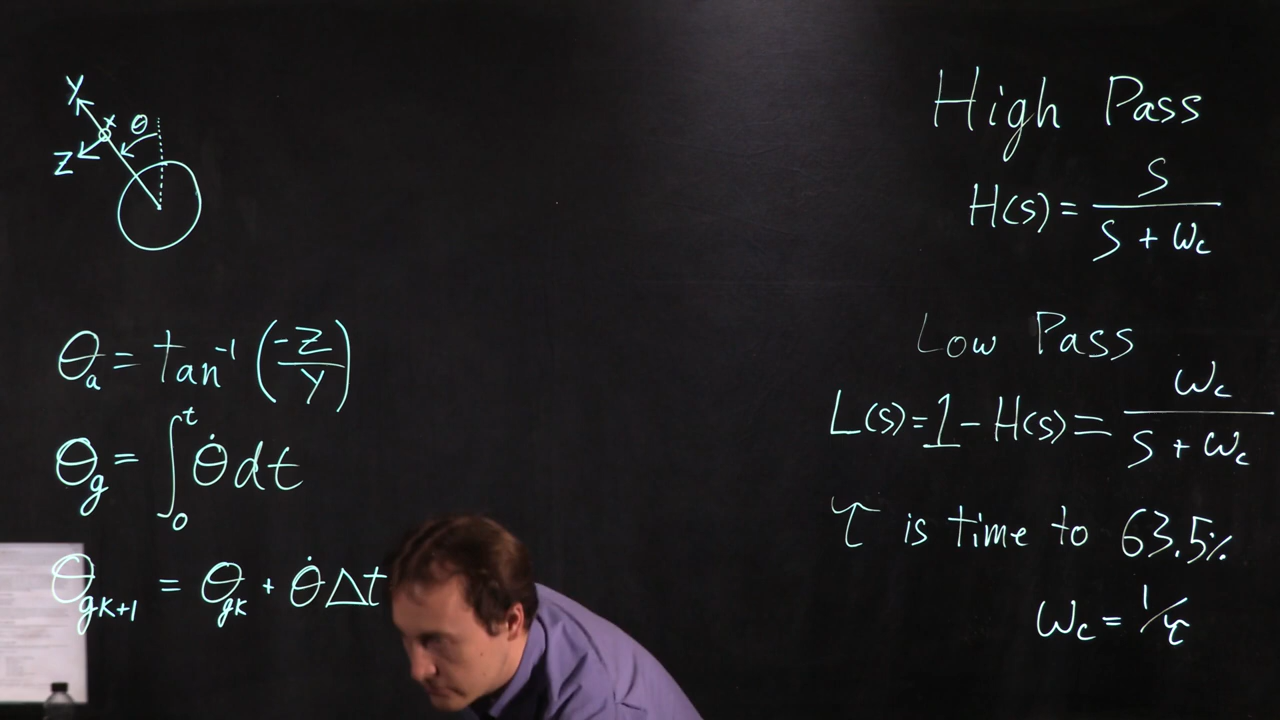 Y
X
θ
Z
θₐ = tan⁻¹ (-Z/Y)
θg = ∫₀ᵗ θ̇ dt
θgk+1 = θgk + θ̇ Δt
High Pass
H(s) = S/(S + ωc)
Low Pass
L(s) = 1 - H(s) = ωc/(S + ωc)
τ is time to 63.5%
ωc = 1/τ